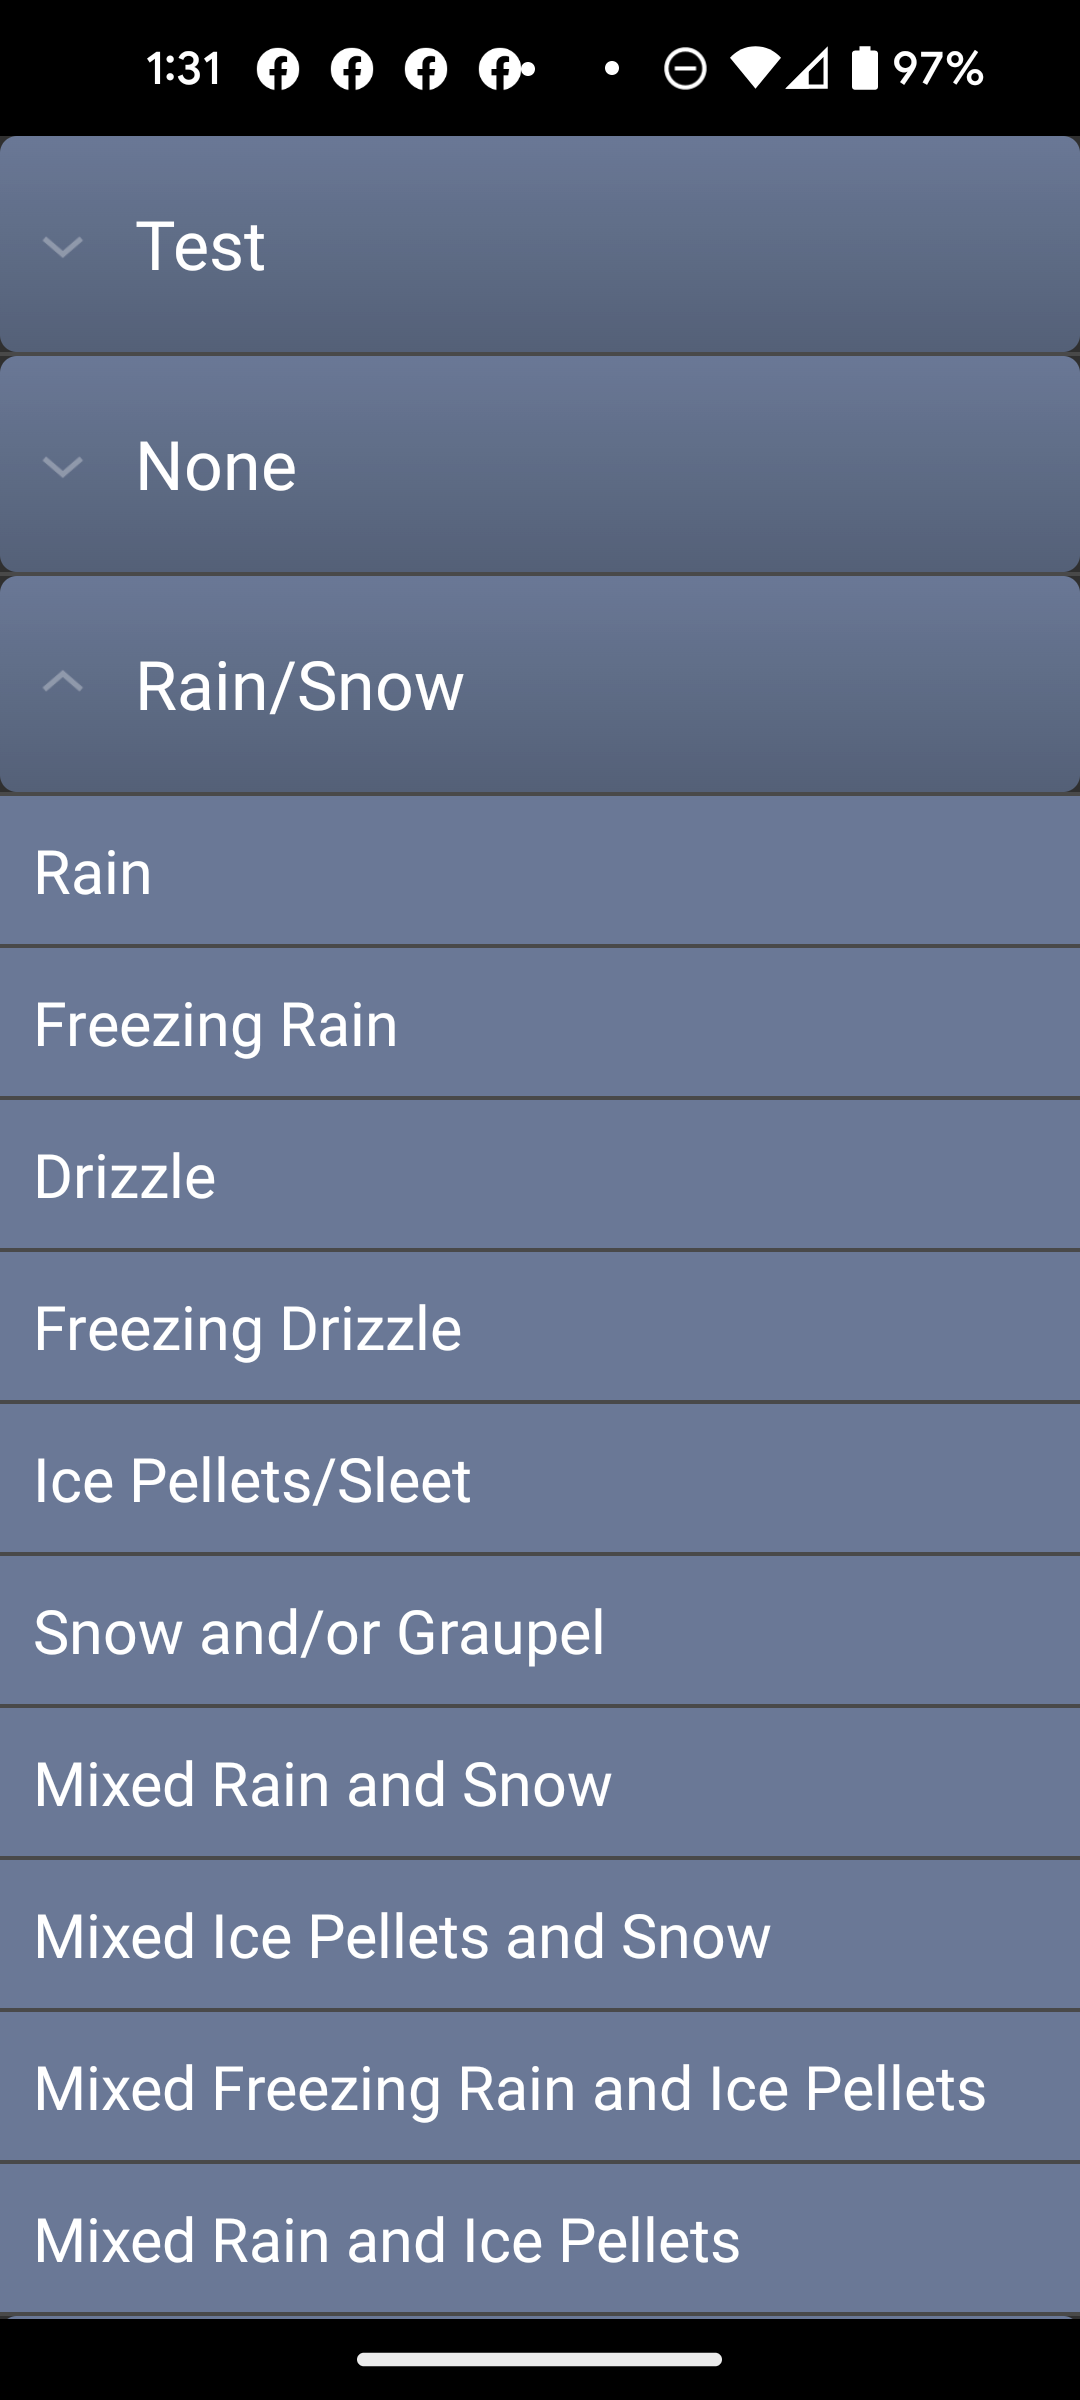 1:31 97%
Test
None
Rain/Snow
Rain
Freezing Rain
Drizzle
Freezing Drizzle
Ice Pellets/Sleet
Snow and/or Graupel
Mixed Rain and Snow
Mixed Ice Pellets and Snow
Mixed Freezing Rain and Ice Pellets
Mixed Rain and Ice Pellets